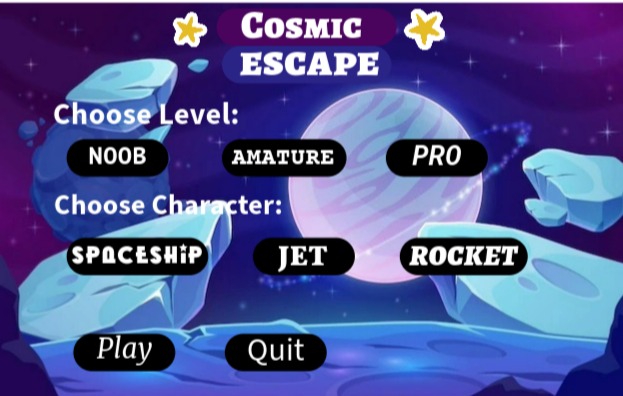 Cosmic
ESCAPE
Choose Level:
NOOB AMATURE PRO
Choose Character:
SPACESHiP JET ROCKET
Play Quit